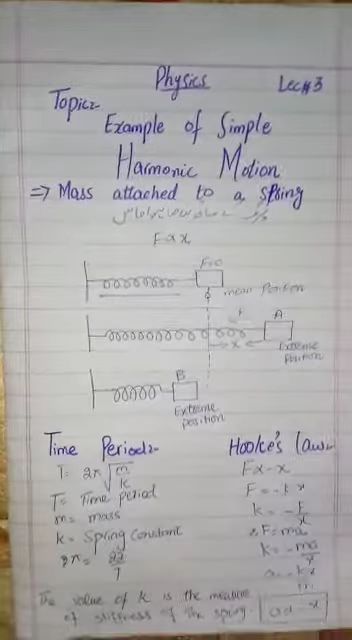 Physics
Lec#3
Topic:-
Example of Simple
Harmonic Motion
⇒ Mass attached to a spring
F α x
F=0
mean Position
F
A
x
Extreme
position
B
Extreme
position
Time Period:-
T = 2π√m/k
T = Time period
m = mass
k = Spring Constant
π = 22/7
Hooke's law:-
F α -x
F = -kx
k = -F/x
∴ F = ma
k = -ma/x
The value of k is the measure
of stiffness of the spring.
a α -x